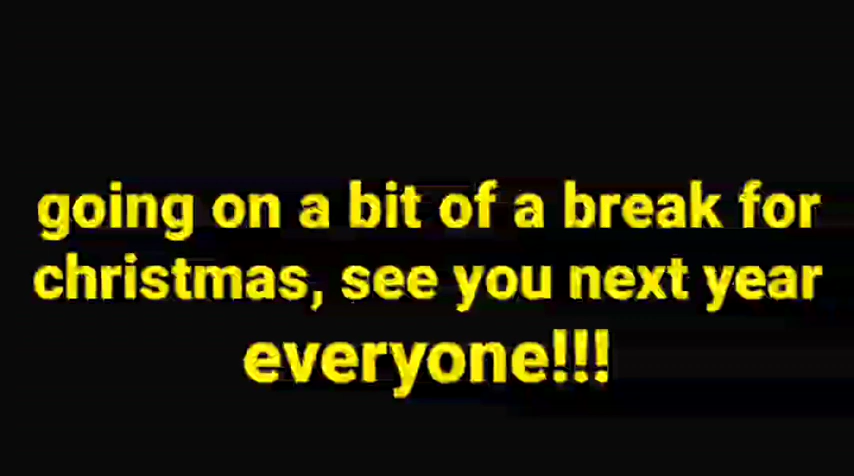 going on a bit of a break for
christmas, see you next year
everyone!!!